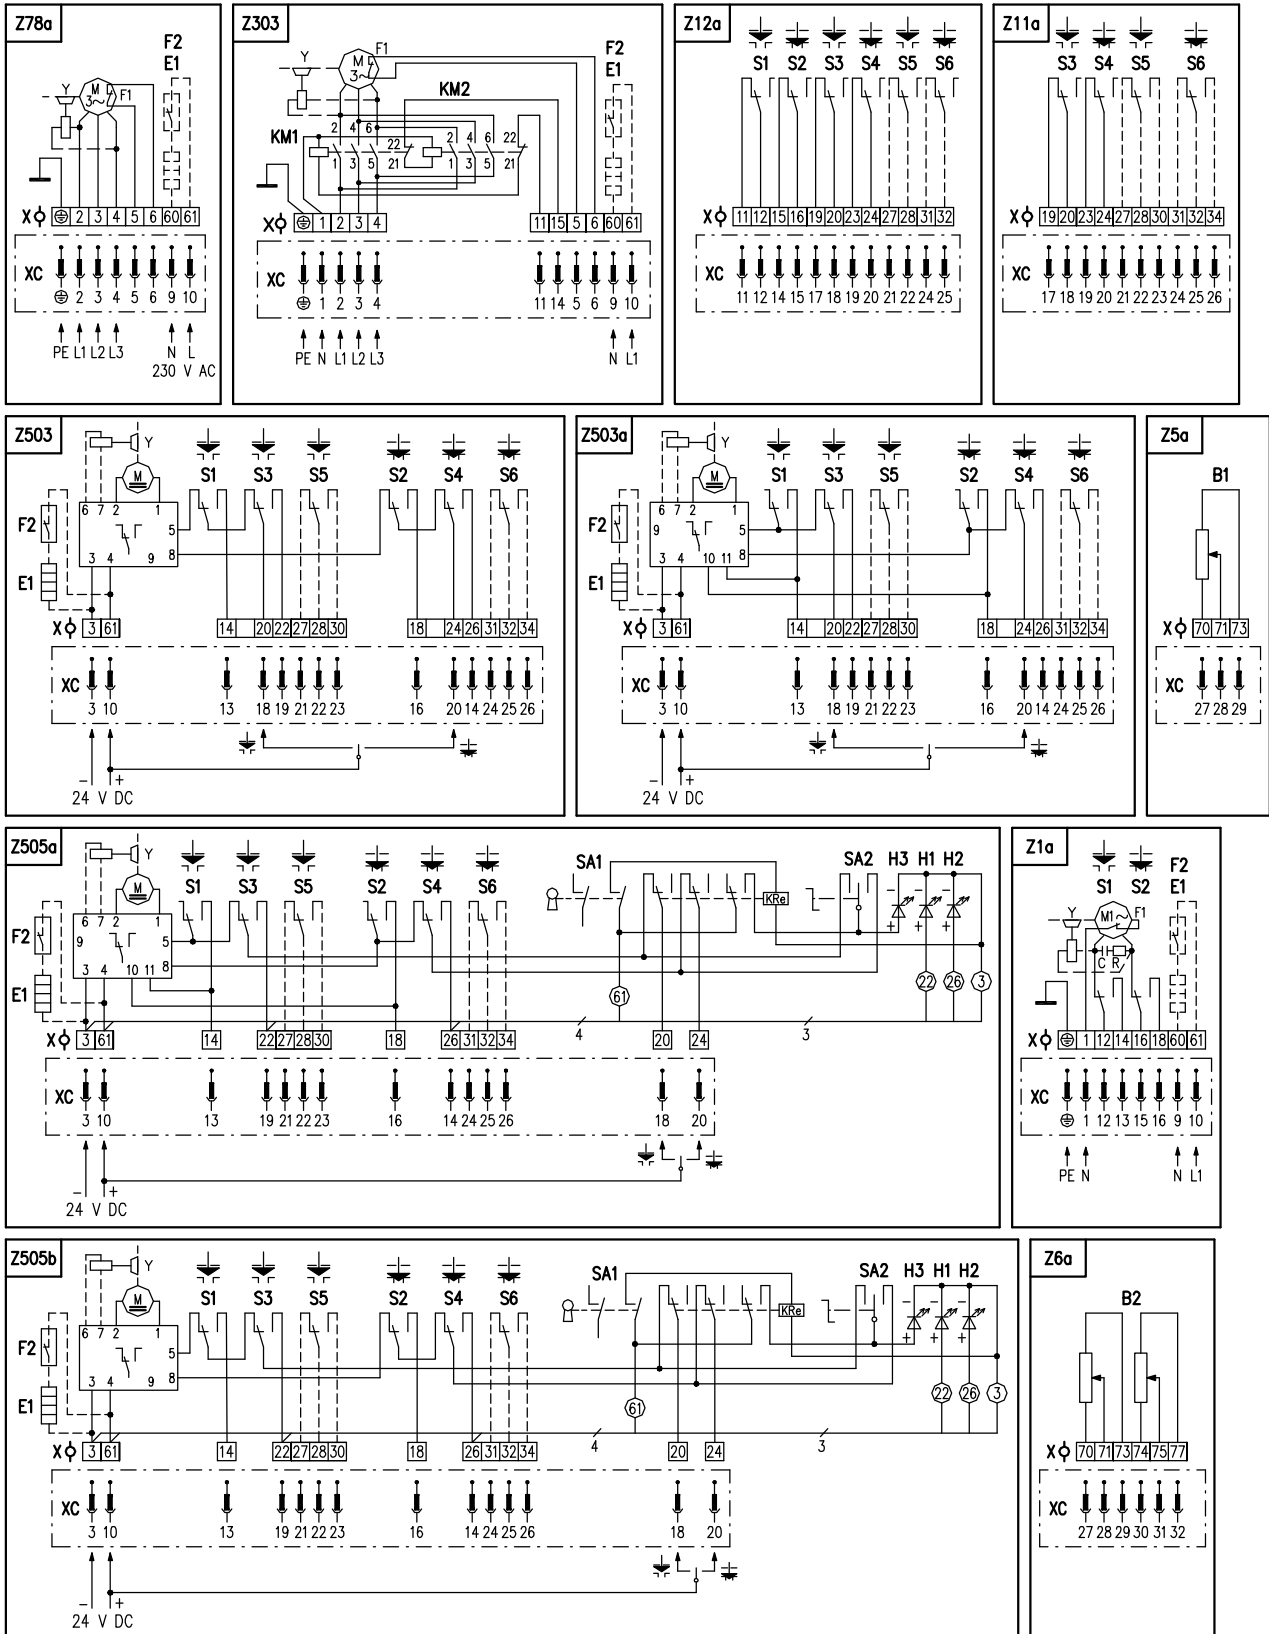 Z78a
F2
E1
Y
M
3~
F1
X 2 3 4 5 6 60 61
XC
2 3 4 5 6 9 10
PE L1 L2 L3 N L
230 V AC
Z303
F1
Y
M
3~
F2
E1
KM2
KM1
2 4 6 22 2 4 6 22
1 3 5 21 1 3 5 21
X 1 2 3 4 11 15 5 6 60 61
XC
1 2 3 4 11 14 5 6 9 10
PE N L1 L2 L3 N L1
Z12a
S1 S2 S3 S4 S5 S6
X 11 12 15 16 19 20 23 24 27 28 31 32
XC
11 12 14 15 17 18 19 20 21 22 24 25
Z11a
S3 S4 S5 S6
X 19 20 23 24 27 28 30 31 32 34
XC
17 18 19 20 21 22 23 24 25 26
Z503
Y
M
S1 S3 S5 S2 S4 S6
6 7 2 1
F2
5
3 4 9 8
E1
X 3 61 14 20 22 27 28 30 18 24 26 31 32 34
XC
3 10 13 18 19 21 22 23 16 20 14 24 25 26
- +
24 V DC
Z503a
Y
M
S1 S3 S5 S2 S4 S6
6 7 2 1
F2
9 5
3 4 10 11 8
E1
X 3 61 14 20 22 27 28 30 18 24 26 31 32 34
XC
3 10 13 18 19 21 22 23 16 20 14 24 25 26
- +
24 V DC
Z5a
B1
X 70 71 73
XC
27 28 29
Z505a
Y
M
S1 S3 S5 S2 S4 S6
SA1 SA2 H3 H1 H2
KRe
- - -
+ + +
6 7 2 1
F2
9 5
3 4 10 11 8
E1
61 22 26 3
4 3
X 3 61 14 22 27 28 30 18 26 31 32 34 20 24
XC
3 10 13 19 21 22 23 16 14 24 25 26 18 20
- +
24 V DC
Z1a
S1 S2
F2
E1
Y
M1~
F1
C R
X 1 12 14 16 18 60 61
XC
1 12 13 15 16 9 10
PE N N L1
Z505b
Y
M
S1 S3 S5 S2 S4 S6
SA1 SA2 H3 H1 H2
KRe
- - -
+ + +
6 7 2 1
F2
5
3 4 9 8
E1
61 22 26 3
4 3
X 3 61 14 22 27 28 30 18 26 31 32 34 20 24
XC
3 10 13 19 21 22 23 16 14 24 25 26 18 20
- +
24 V DC
Z6a
B2
X 70 71 73 74 75 77
XC
27 28 29 30 31 32